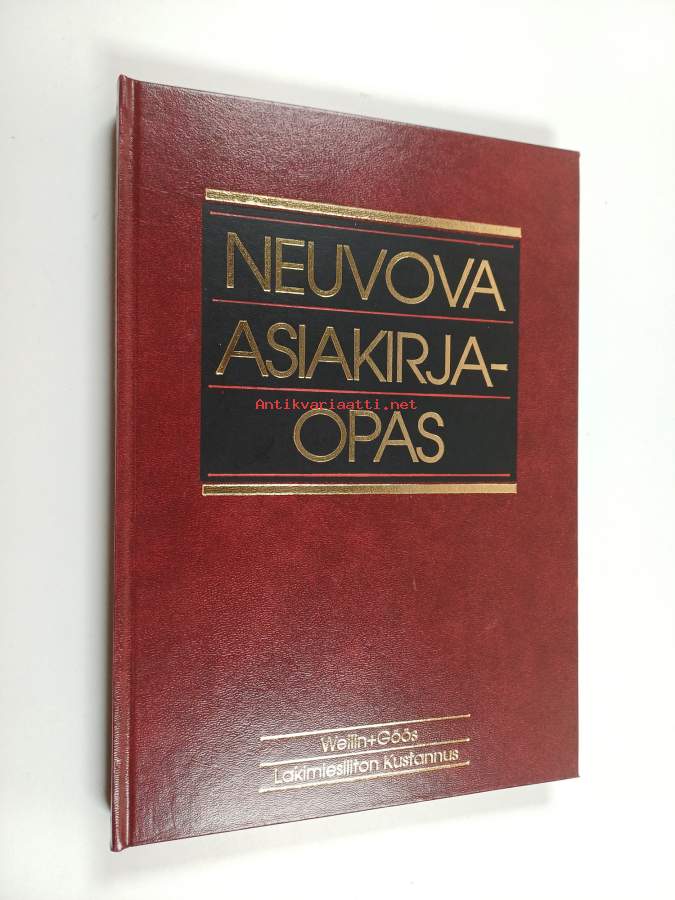 NEUVOVA
ASIAKIRJA-
Antikvariaatti.net
OPAS
Weilin+Göös
Lakimiesliiton Kustannus